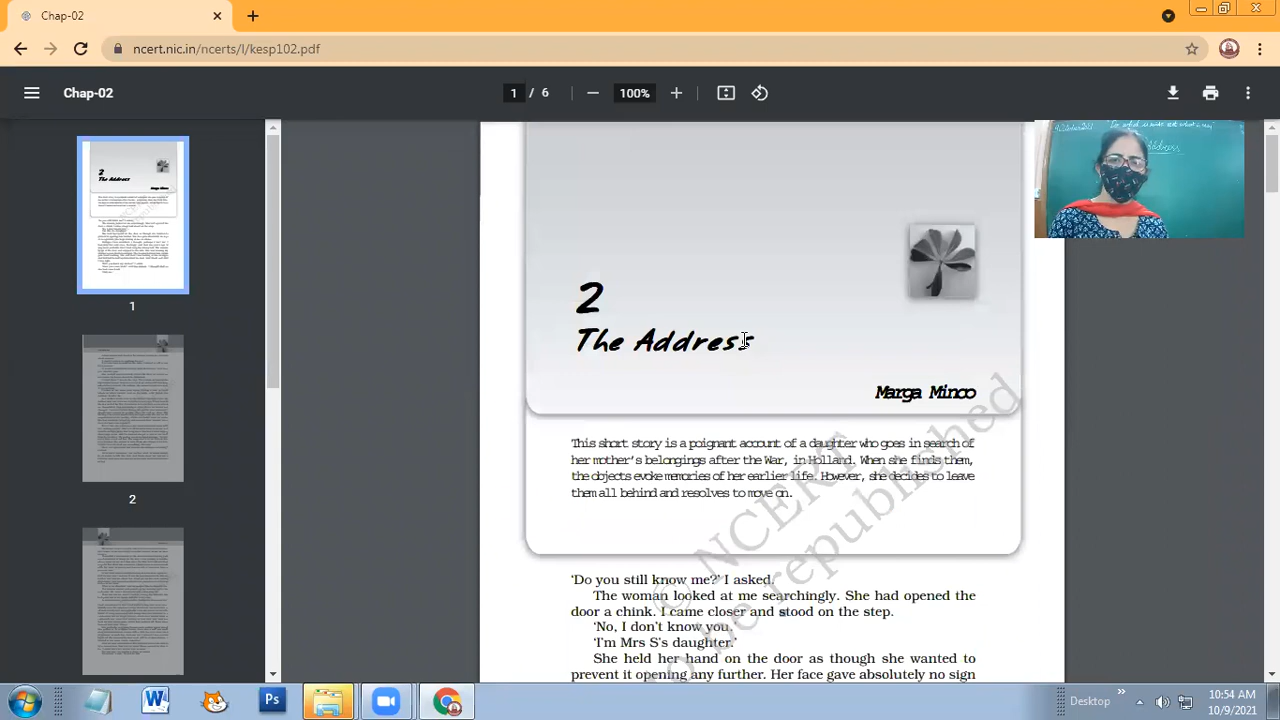 Chap-02
ncert.nic.in/ncerts/l/kesp102.pdf
Chap-02
1 / 6
100%
2
The Address
Marga Minco
This short story is a poignant account of a daughter who goes in search of
her mother's belongings after the War, in Holland. When she finds them,
the objects evoke memories of her earlier life. However, she decides to leave
them all behind and resolves to move on.
'Do you still know me?' I asked.
The woman looked at me searchingly. She had opened the
door a chink. I came closer and stood on the step.
'No, I don't know you.'
'I'm Mrs S's daughter.'
She held her hand on the door as though she wanted to
prevent it opening any further. Her face gave absolutely no sign
1
2
Desktop
10:54 AM
10/9/2021